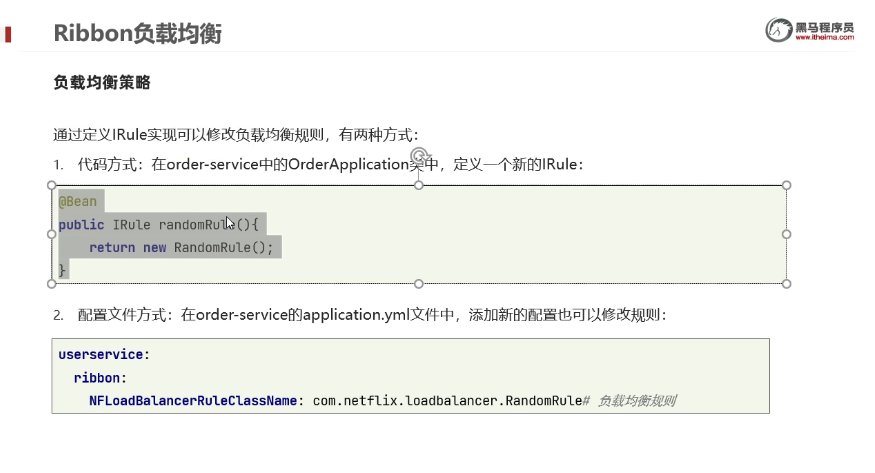 Ribbon负载均衡
黑马程序员
www.itheima.com
负载均衡策略
通过定义IRule实现可以修改负载均衡规则，有两种方式：
1. 代码方式：在order-service中的OrderApplication类中，定义一个新的IRule：
@Bean
public IRule randomRule(){
return new RandomRule();
}
2. 配置文件方式：在order-service的application.yml文件中，添加新的配置也可以修改规则：
userservice:
ribbon:
NFLoadBalancerRuleClassName: com.netflix.loadbalancer.RandomRule# 负载均衡规则